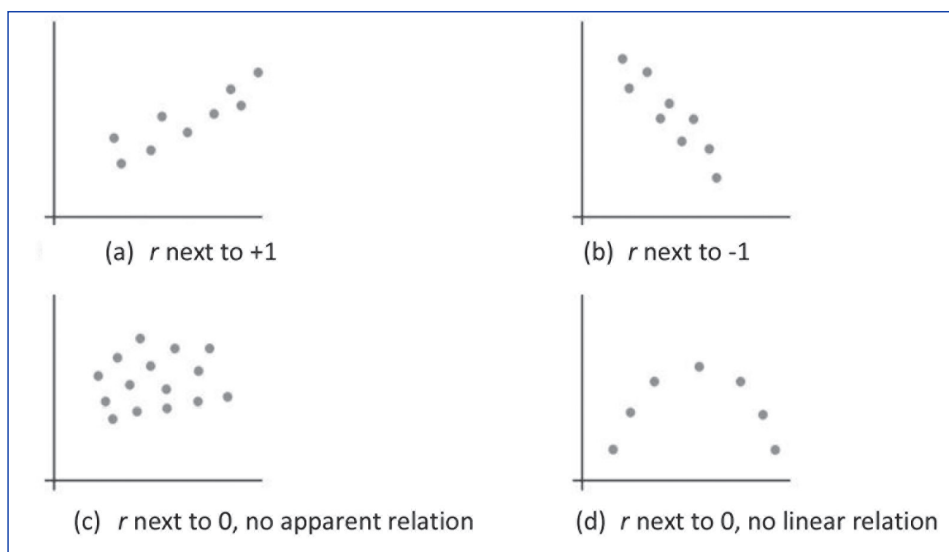 (a) r next to +1
(b) r next to -1
(c) r next to 0, no apparent relation
(d) r next to 0, no linear relation